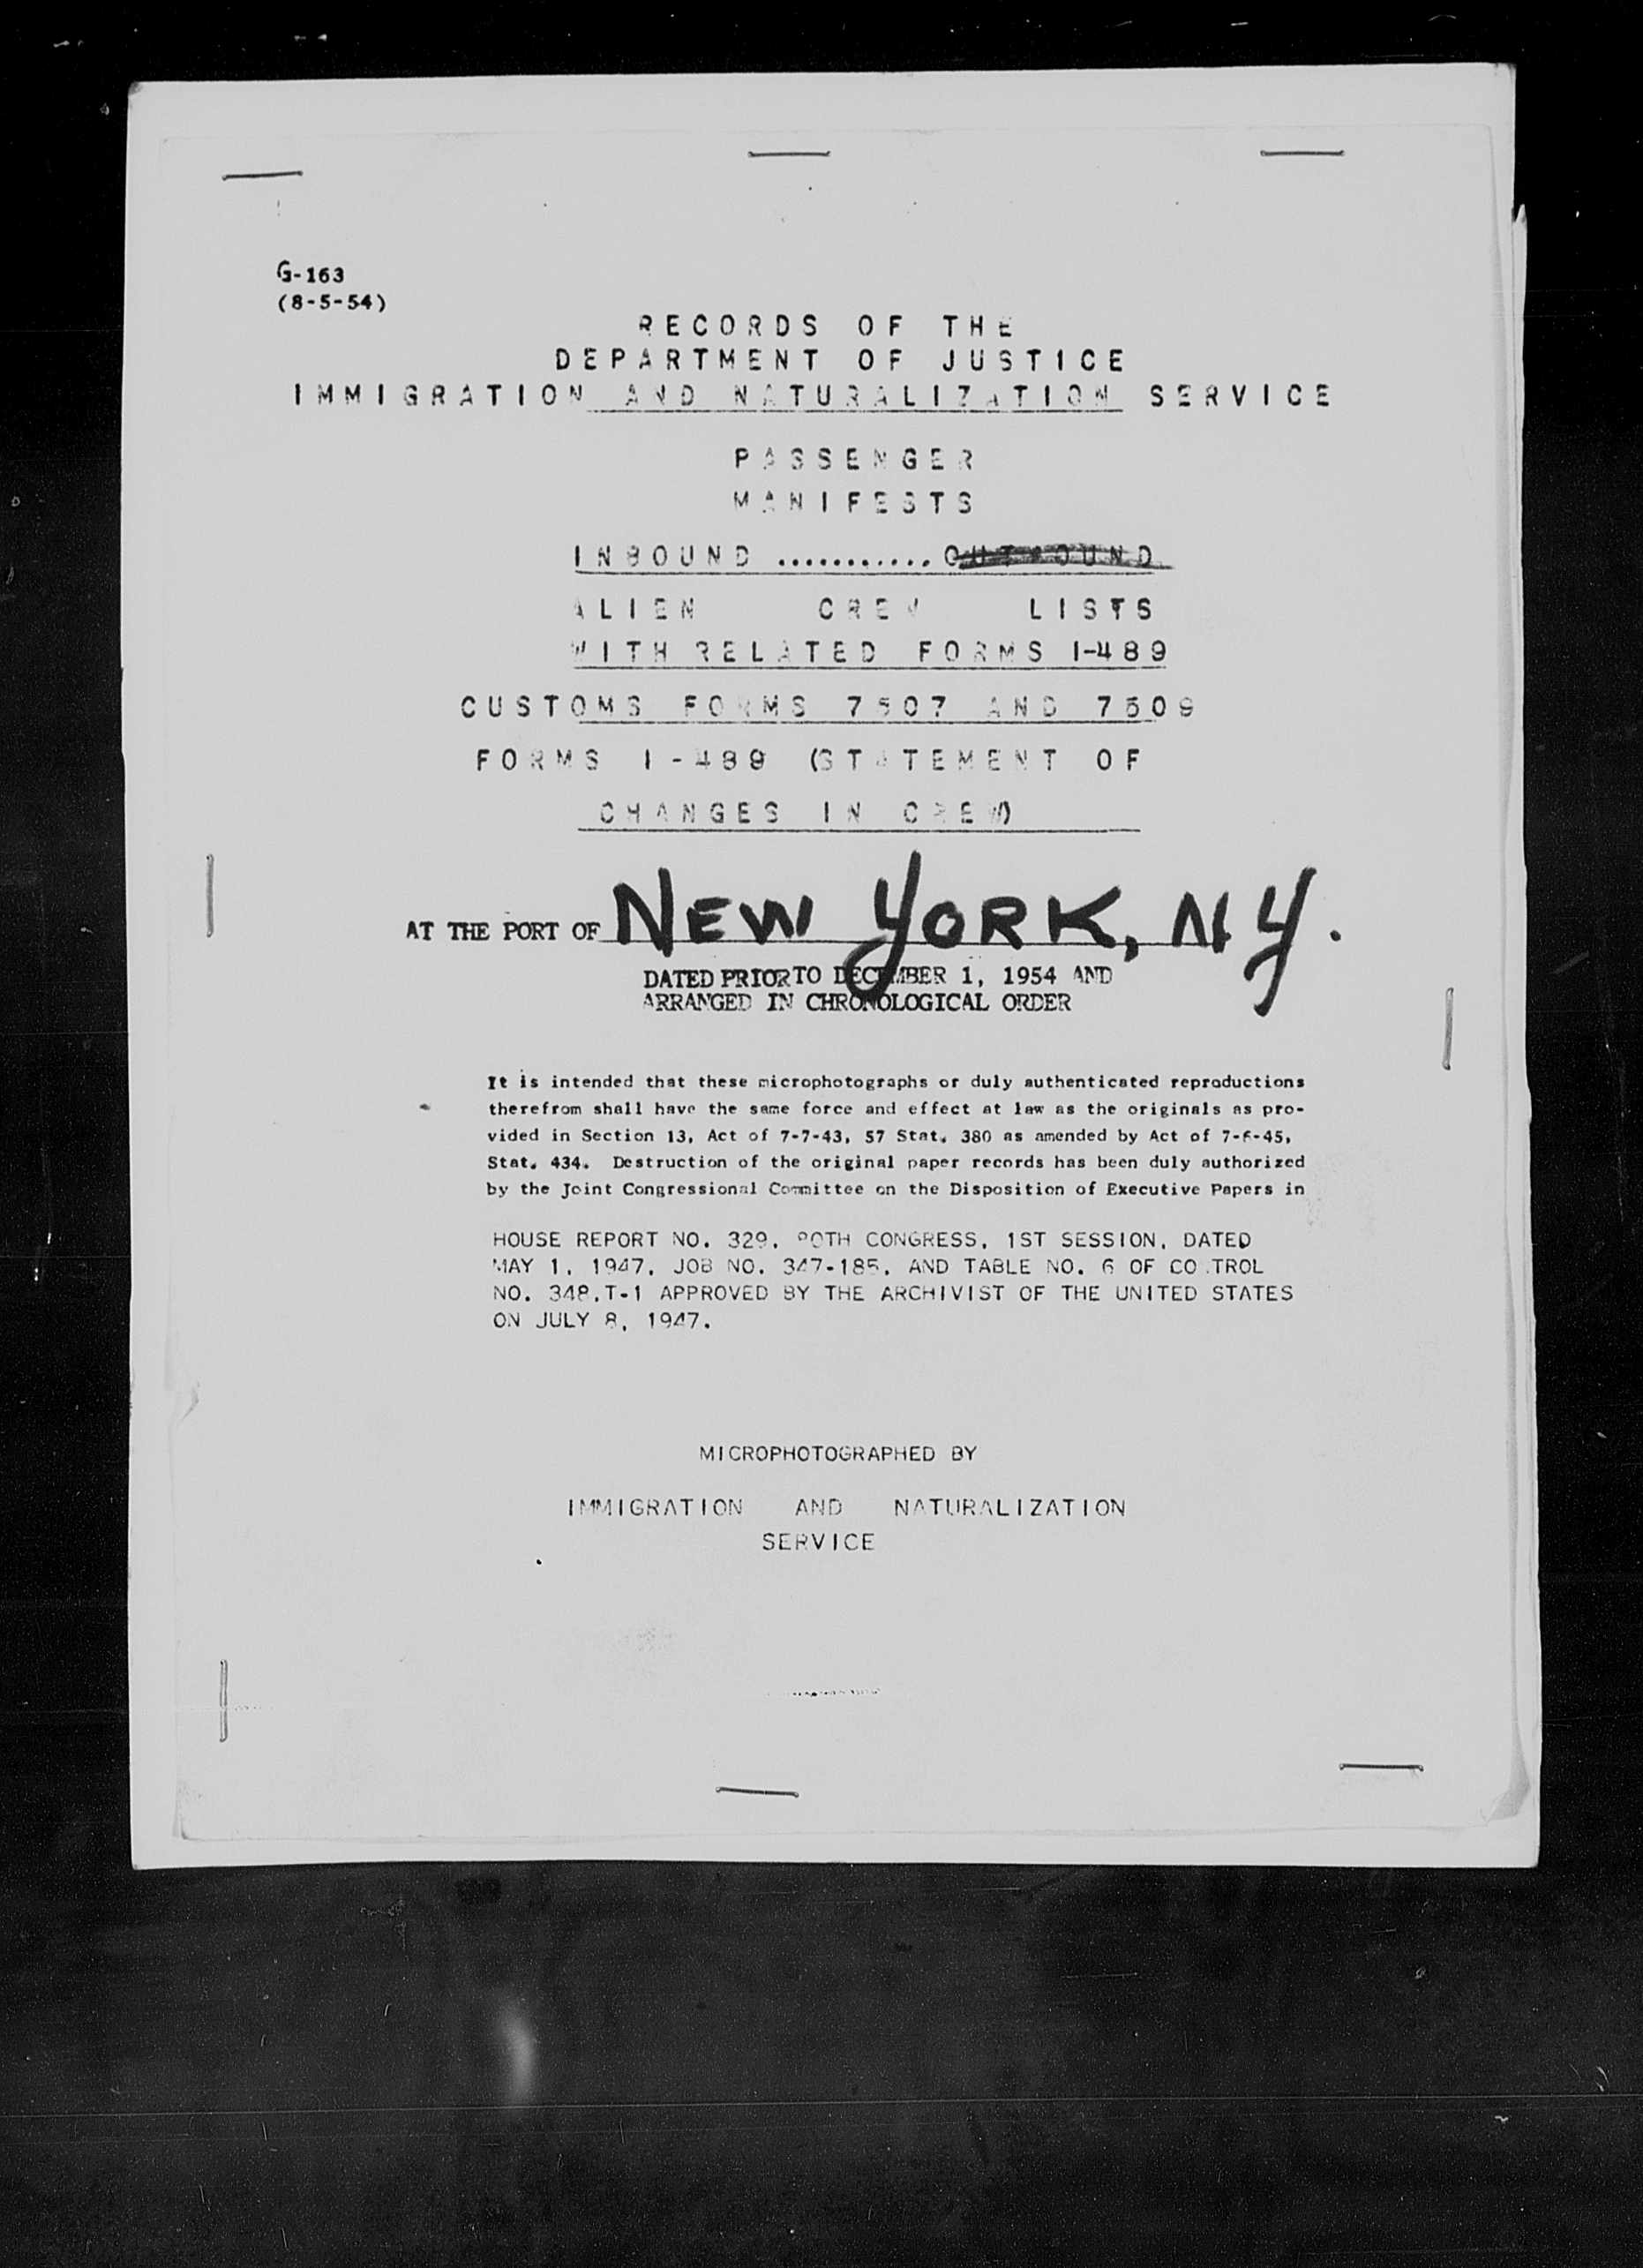 G-163
(8-5-54)
RECORDS OF THE
DEPARTMENT OF JUSTICE
IMMIGRATION AND NATURALIZATION SERVICE
PASSENGER
MANIFESTS
INBOUND ........... OUTBOUND
ALIEN CREW LISTS
WITH RELATED FORMS I-489
CUSTOMS FORMS 7507 AND 7509
FORMS I-489 (STATEMENT OF
CHANGES IN CREW)
AT THE PORT OF NEW YORK, NY.
DATED PRIOR TO DECEMBER 1, 1954 AND
ARRANGED IN CHRONOLOGICAL ORDER
It is intended that these microphotographs or duly authenticated reproductions
therefrom shall have the same force and effect at law as the originals as pro-
vided in Section 13, Act of 7-7-43, 57 Stat. 380 as amended by Act of 7-6-45,
Stat. 434. Destruction of the original paper records has been duly authorized
by the Joint Congressional Committee on the Disposition of Executive Papers in
HOUSE REPORT NO. 329, 80TH CONGRESS, 1ST SESSION, DATED
MAY 1, 1947, JOB NO. 347-185, AND TABLE NO. 6 OF CO TROL
NO. 348,T-1 APPROVED BY THE ARCHIVIST OF THE UNITED STATES
ON JULY 8, 1947.
MICROPHOTOGRAPHED BY
IMMIGRATION AND NATURALIZATION
SERVICE